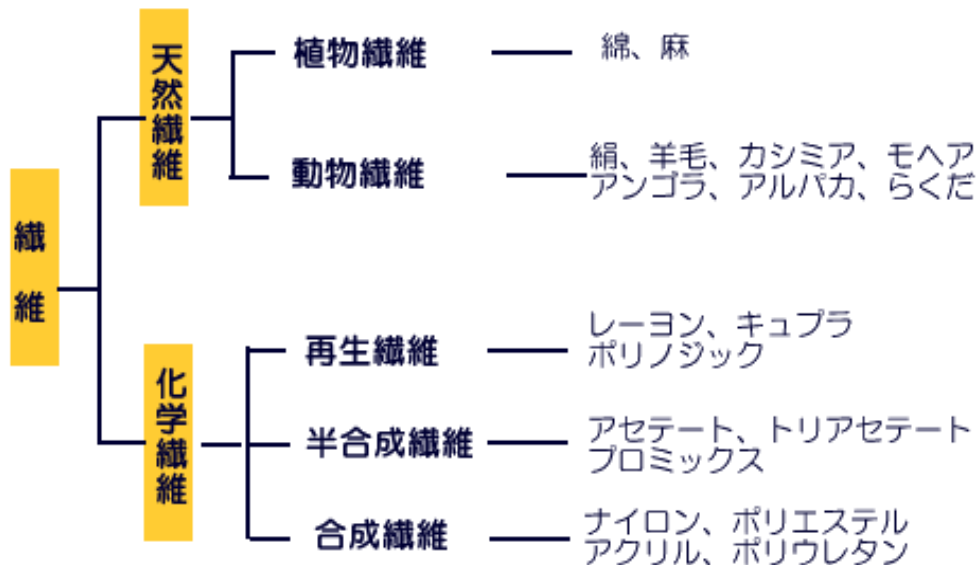 繊維
天然繊維
植物繊維
綿、麻
動物繊維
絹、羊毛、カシミア、モヘア
アンゴラ、アルパカ、らくだ
化学繊維
再生繊維
レーヨン、キュプラ
ポリノジック
半合成繊維
アセテート、トリアセテート
プロミックス
合成繊維
ナイロン、ポリエステル
アクリル、ポリウレタン